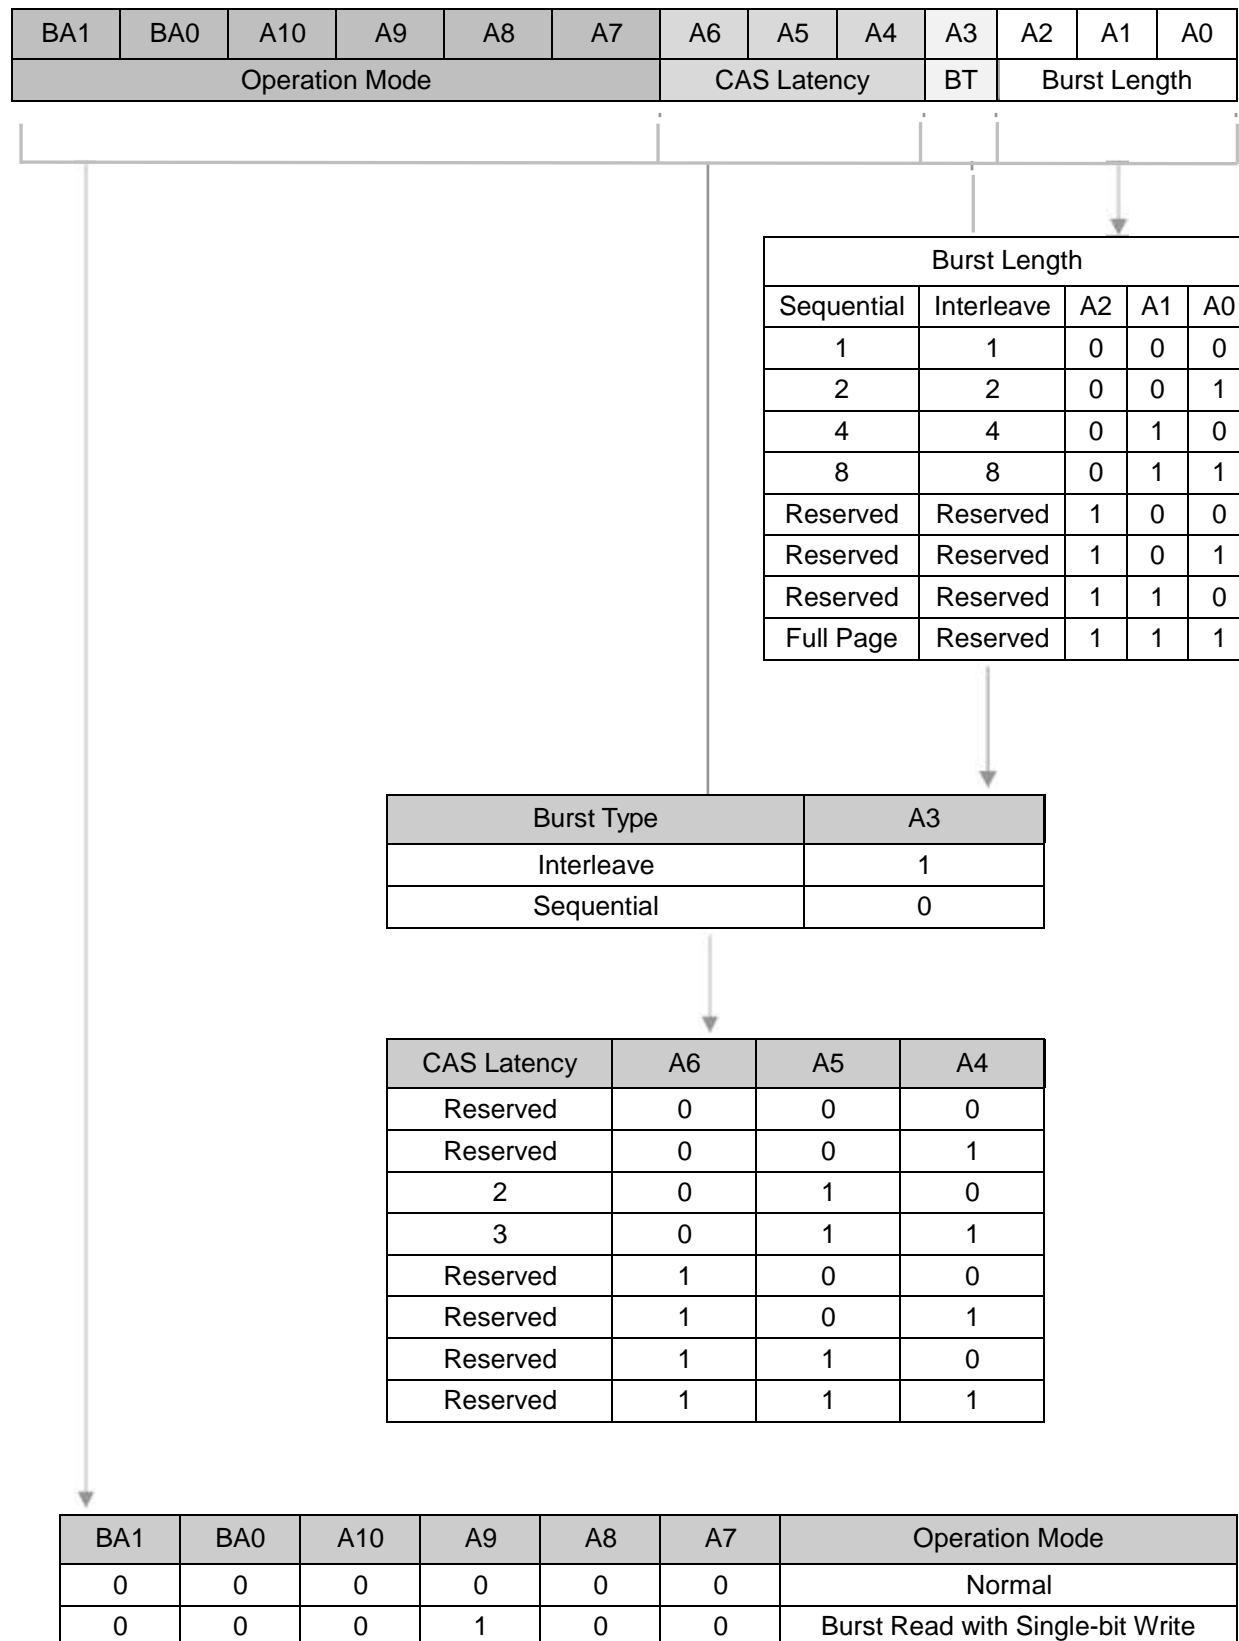 BA1 BA0 A10 A9 A8 A7 A6 A5 A4 A3 A2 A1 A0
Operation Mode CAS Latency BT Burst Length
Burst Length
Sequential Interleave A2 A1 A0
1 1 0 0 0
2 2 0 0 1
4 4 0 1 0
8 8 0 1 1
Reserved Reserved 1 0 0
Reserved Reserved 1 0 1
Reserved Reserved 1 1 0
Full Page Reserved 1 1 1
Burst Type A3
Interleave 1
Sequential 0
CAS Latency A6 A5 A4
Reserved 0 0 0
Reserved 0 0 1
2 0 1 0
3 0 1 1
Reserved 1 0 0
Reserved 1 0 1
Reserved 1 1 0
Reserved 1 1 1
BA1 BA0 A10 A9 A8 A7 Operation Mode
0 0 0 0 0 0 Normal
0 0 0 1 0 0 Burst Read with Single-bit Write